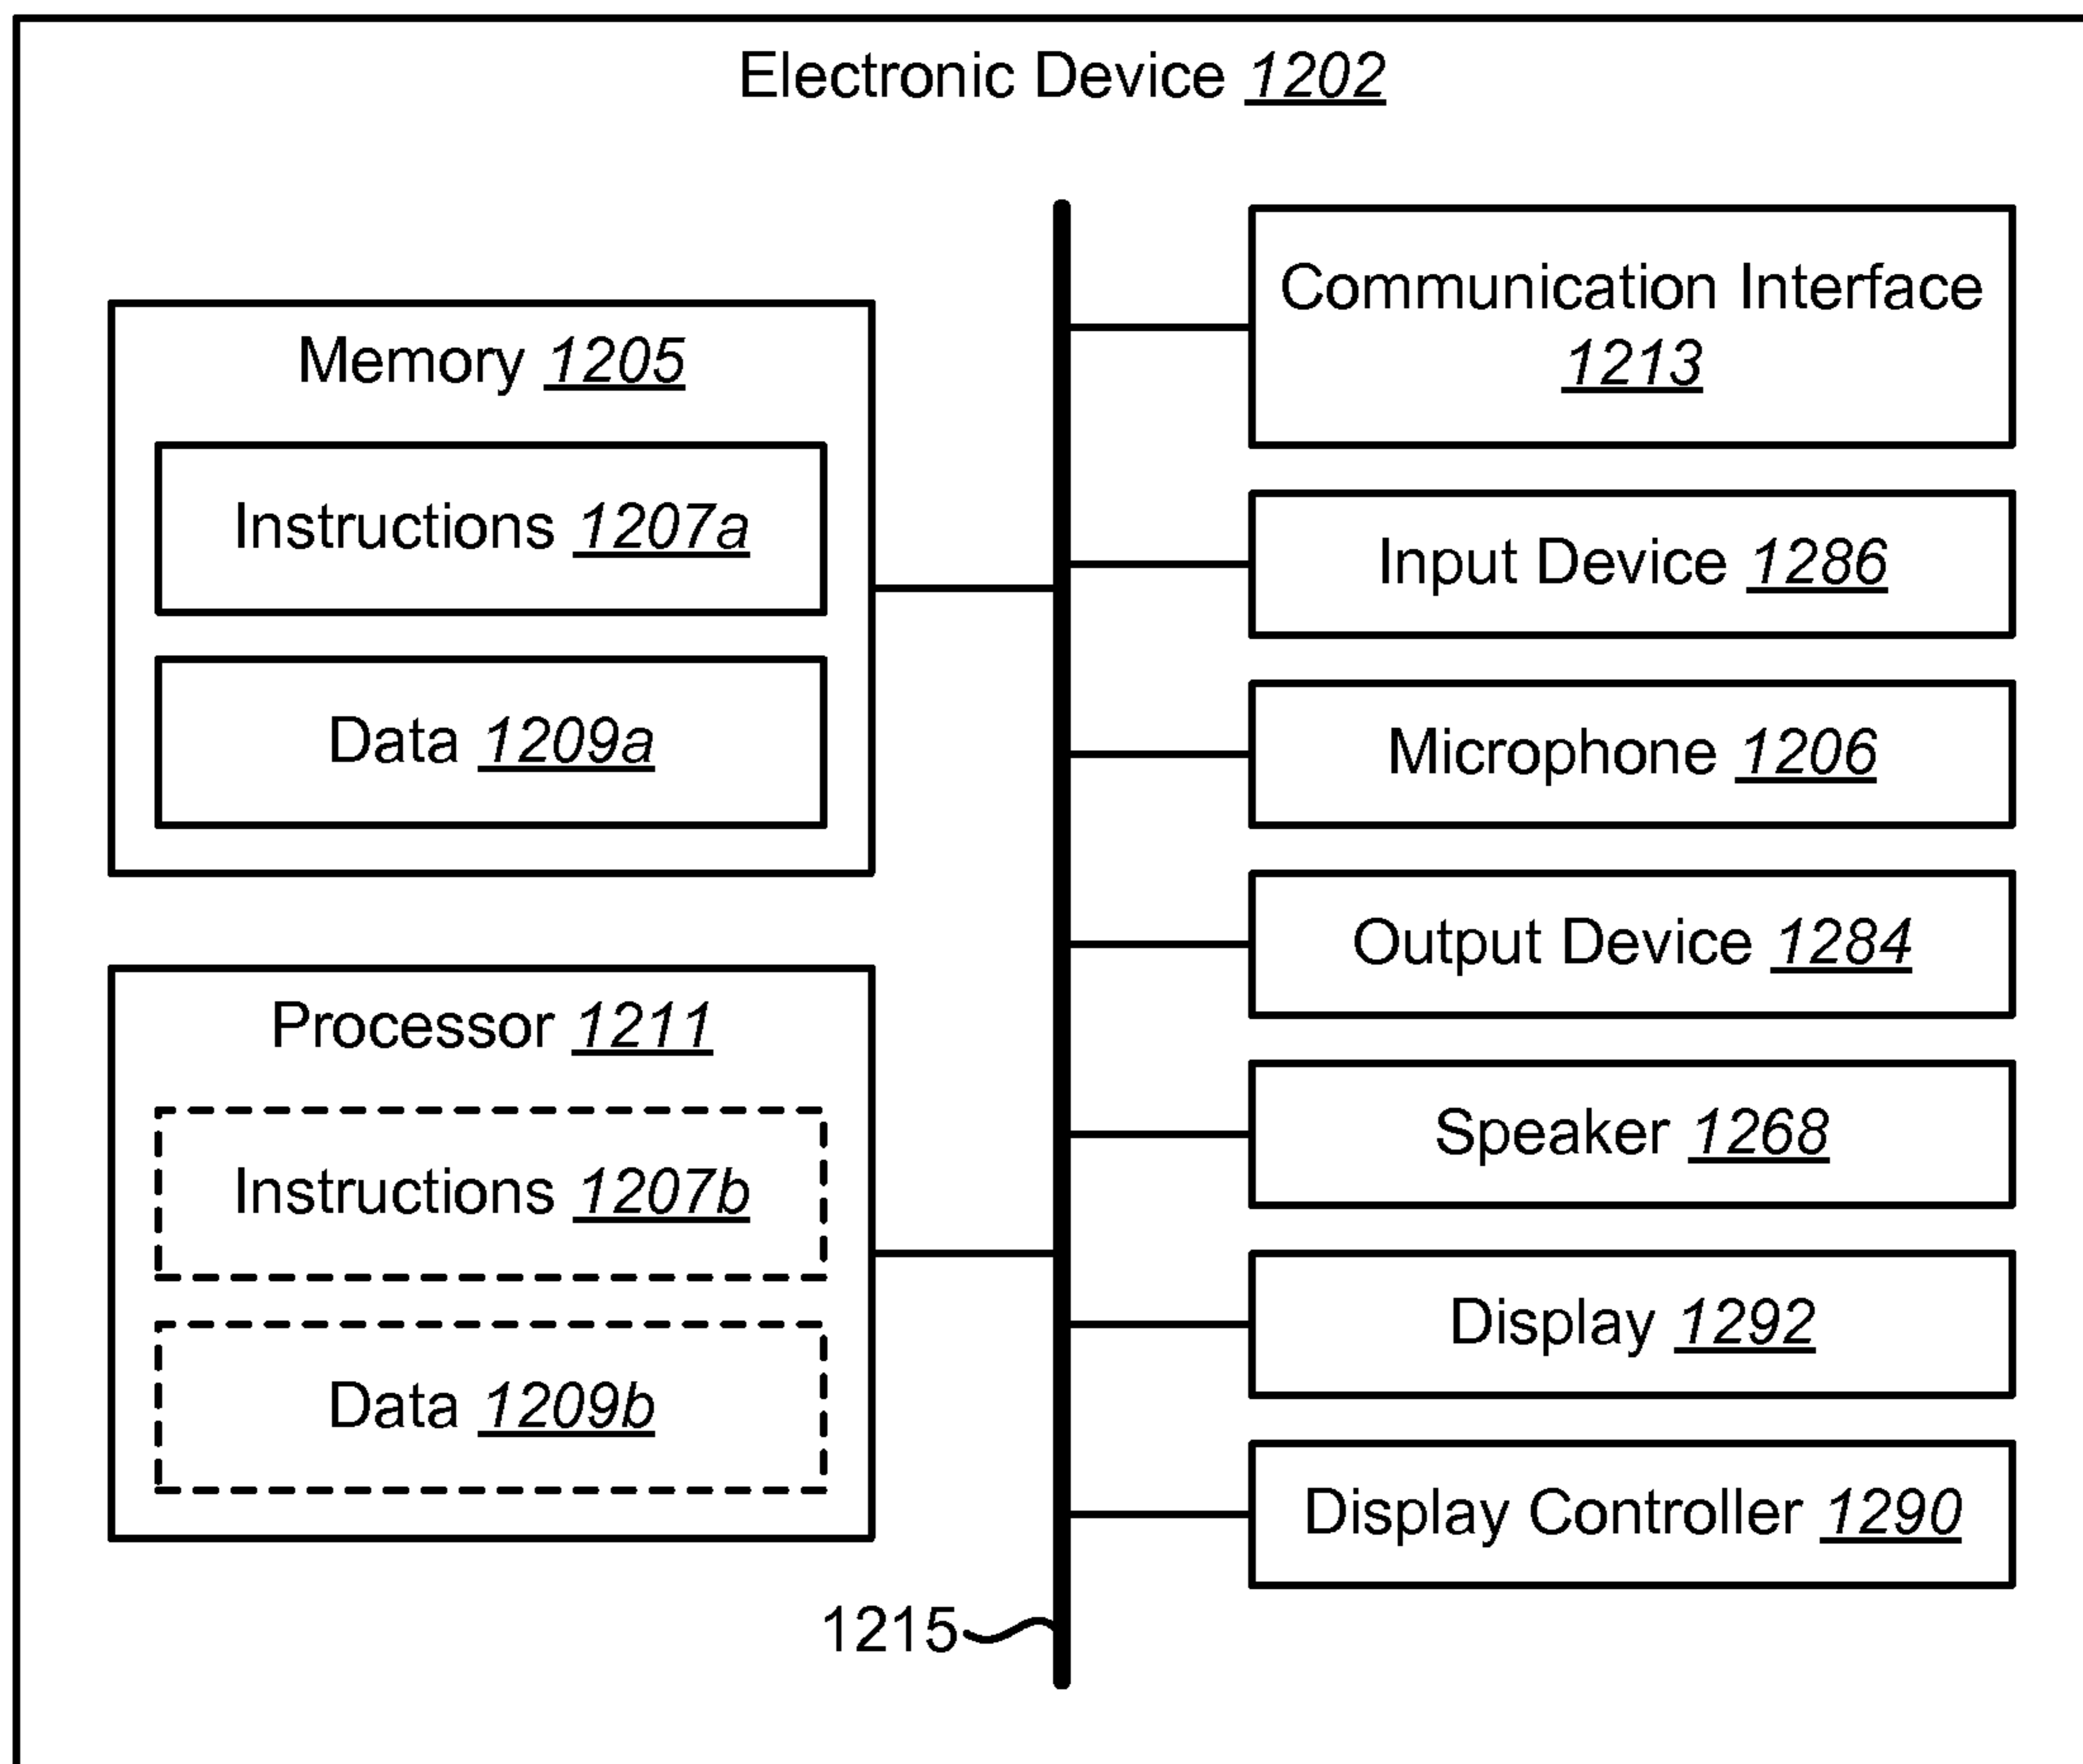 Electronic Device 1202
Memory 1205
Instructions 1207a
Data 1209a
Processor 1211
Instructions 1207b
Data 1209b
Communication Interface
1213
Input Device 1286
Microphone 1206
Output Device 1284
Speaker 1268
Display 1292
Display Controller 1290
1215